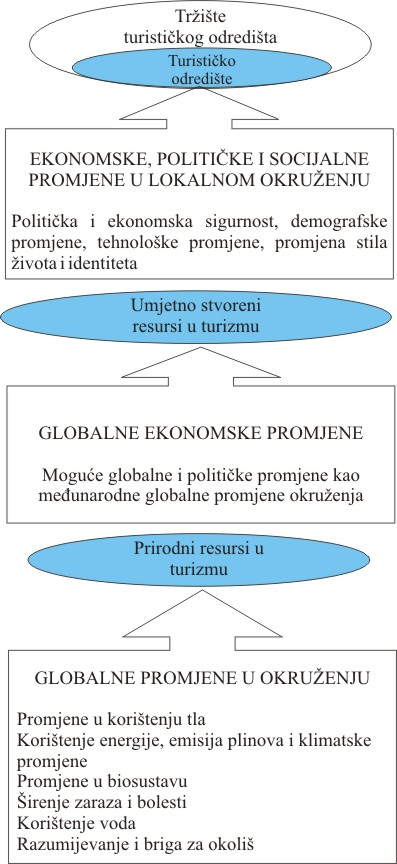 Tržište
turističkog odredišta
Turističko
odredište
EKONOMSKE, POLITIČKE I SOCIJALNE
PROMJENE U LOKALNOM OKRUŽENJU
Politička i ekonomska sigurnost, demografske
promjene, tehnološke promjene, promjena stila
života i identiteta
Umjetno stvoreni
resursi u turizmu
GLOBALNE EKONOMSKE PROMJENE
Moguće globalne i političke promjene kao
međunarodne globalne promjene okruženja
Prirodni resursi u
turizmu
GLOBALNE PROMJENE U OKRUŽENJU
Promjene u korištenju tla
Korištenje energije, emisija plinova i klimatske
promjene
Promjene u biosustavu
Širenje zaraza i bolesti
Korištenje voda
Razumijevanje i briga za okoliš